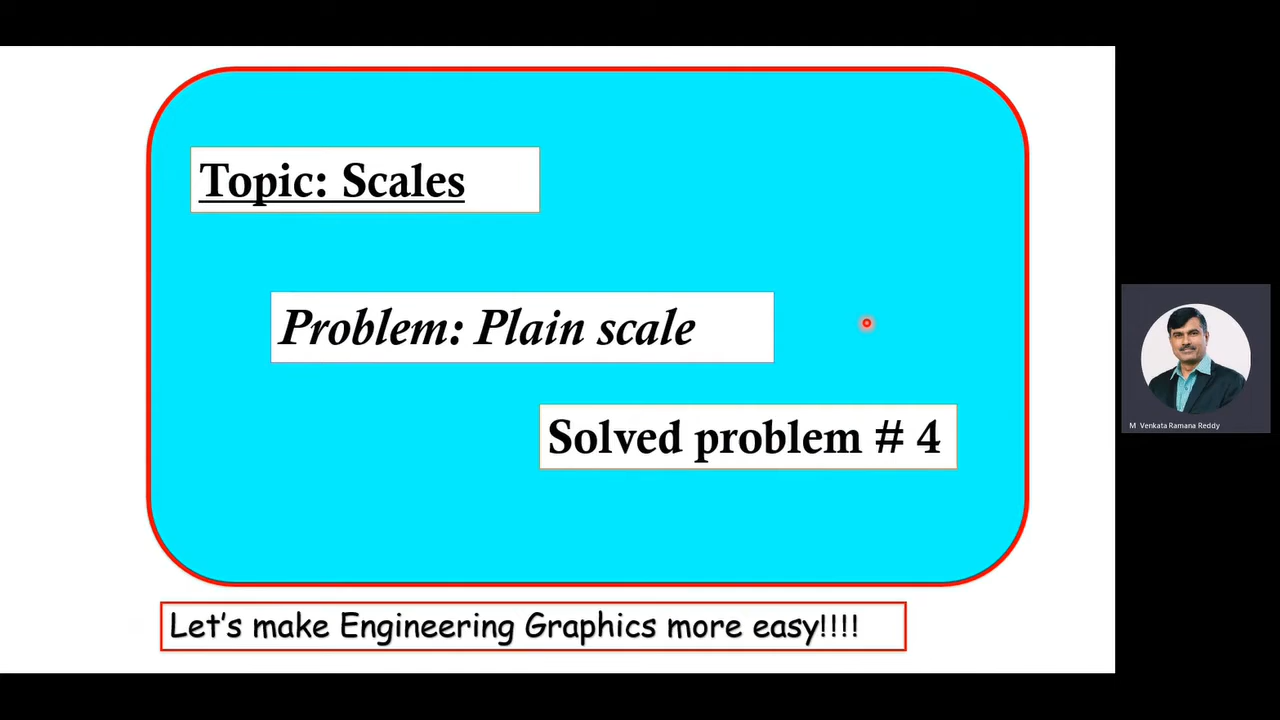 Topic: Scales
Problem: Plain scale
Solved problem # 4
M Venkata Ramana Reddy
Let's make Engineering Graphics more easy!!!!